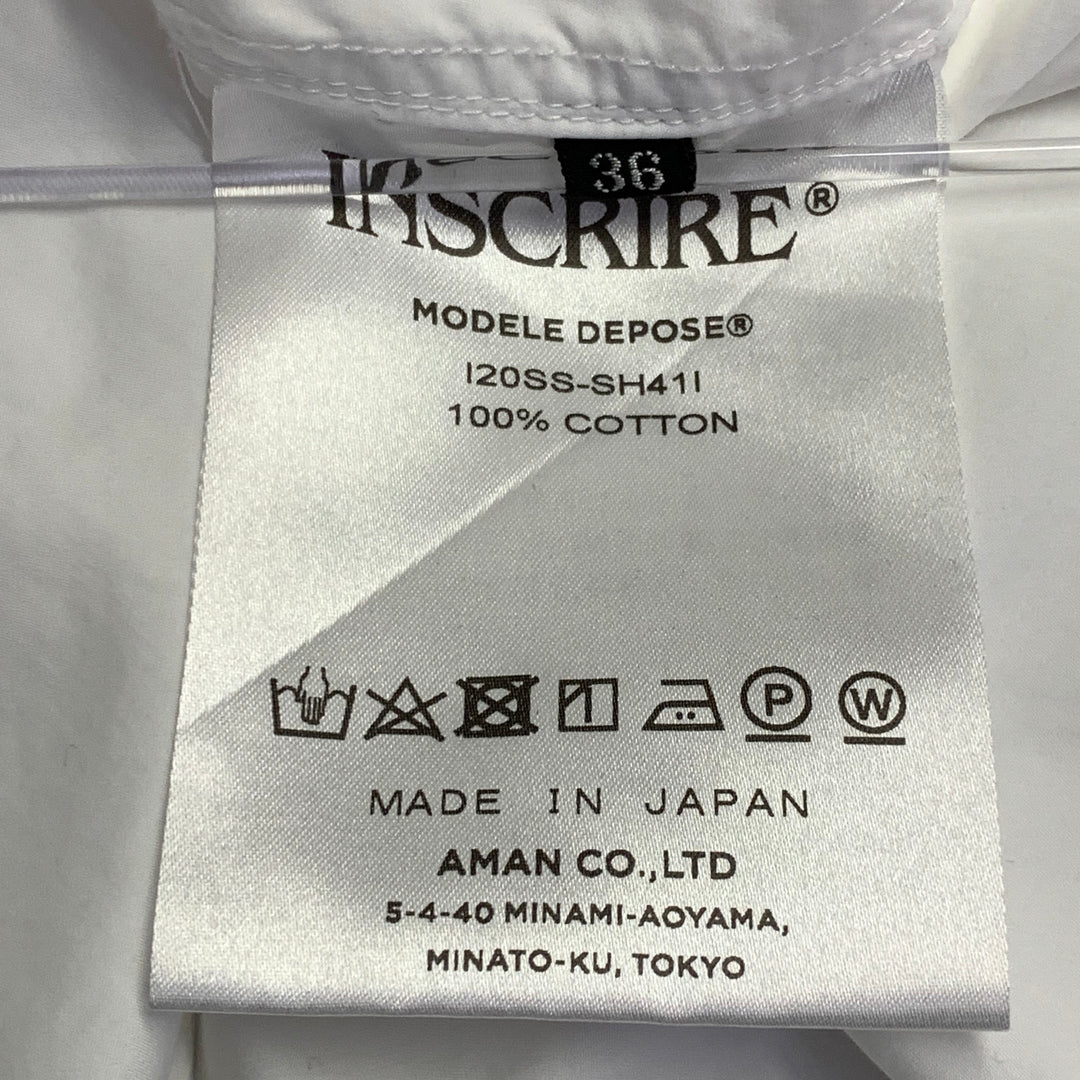 36
INSCRIRE®
MODELE DEPOSE®
I20SS-SH41I
100% COTTON
P W
MADE IN JAPAN
AMAN CO.,LTD
5-4-40 MINAMI-AOYAMA,
MINATO-KU, TOKYO